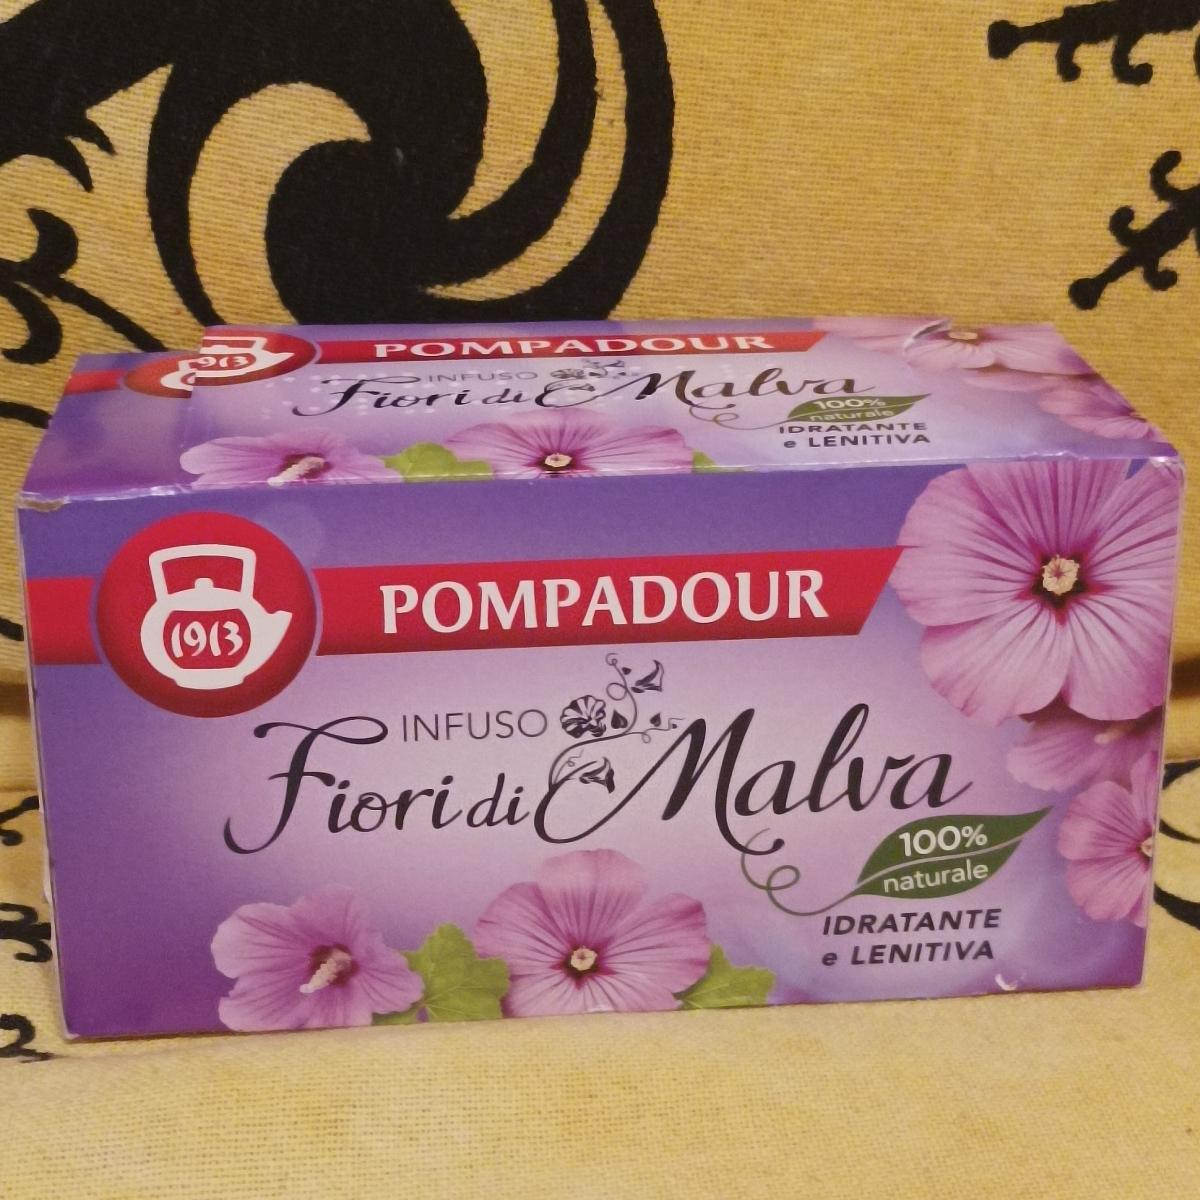 1913
POMPADOUR
INFUSO
Fiori di Malva
100%
naturale
IDRATANTE
e LENITIVA
1913
POMPADOUR
INFUSO
Fiori di Malva
100%
naturale
IDRATANTE
e LENITIVA